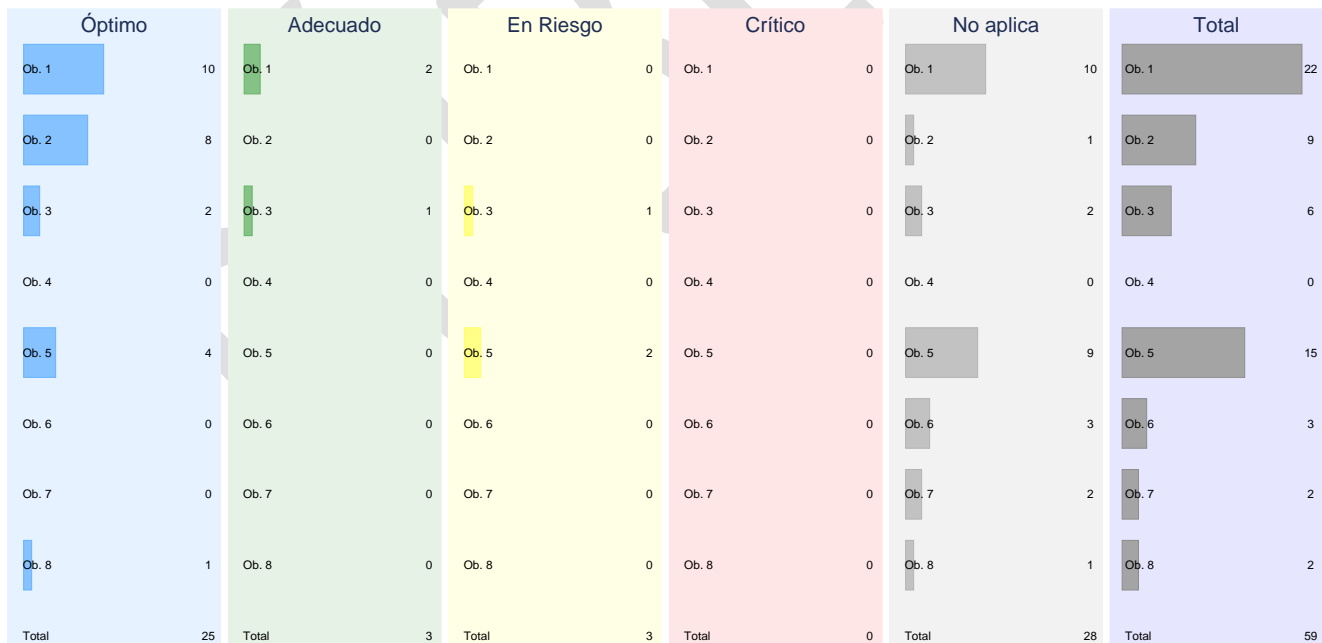 Óptimo Adecuado En Riesgo Crítico No aplica Total
Ob. 1 10 Ob. 1 2 Ob. 1 0 Ob. 1 0 Ob. 1 10 Ob. 1 22
Ob. 2 8 Ob. 2 0 Ob. 2 0 Ob. 2 0 Ob. 2 1 Ob. 2 9
Ob. 3 2 Ob. 3 1 Ob. 3 1 Ob. 3 0 Ob. 3 2 Ob. 3 6
Ob. 4 0 Ob. 4 0 Ob. 4 0 Ob. 4 0 Ob. 4 0 Ob. 4 0
Ob. 5 4 Ob. 5 0 Ob. 5 2 Ob. 5 0 Ob. 5 9 Ob. 5 15
Ob. 6 0 Ob. 6 0 Ob. 6 0 Ob. 6 0 Ob. 6 3 Ob. 6 3
Ob. 7 0 Ob. 7 0 Ob. 7 0 Ob. 7 0 Ob. 7 2 Ob. 7 2
Ob. 8 1 Ob. 8 0 Ob. 8 0 Ob. 8 0 Ob. 8 1 Ob. 8 2
Total 25 Total 3 Total 3 Total 0 Total 28 Total 59